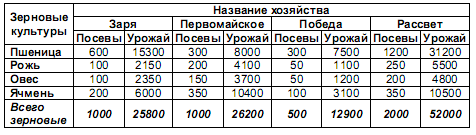 Зерновые культуры Название хозяйства
Заря Первомайское Победа Рассвет
Посевы Урожай Посевы Урожай Посевы Урожай Посевы Урожай
Пшеница 600 15300 300 8000 300 7500 1200 31200
Рожь 100 2150 200 4100 50 1100 250 5500
Овес 100 2350 150 3700 50 1200 200 4800
Ячмень 200 6000 350 10400 100 3100 350 10500
Всего зерновые 1000 25800 1000 26200 500 12900 2000 52000